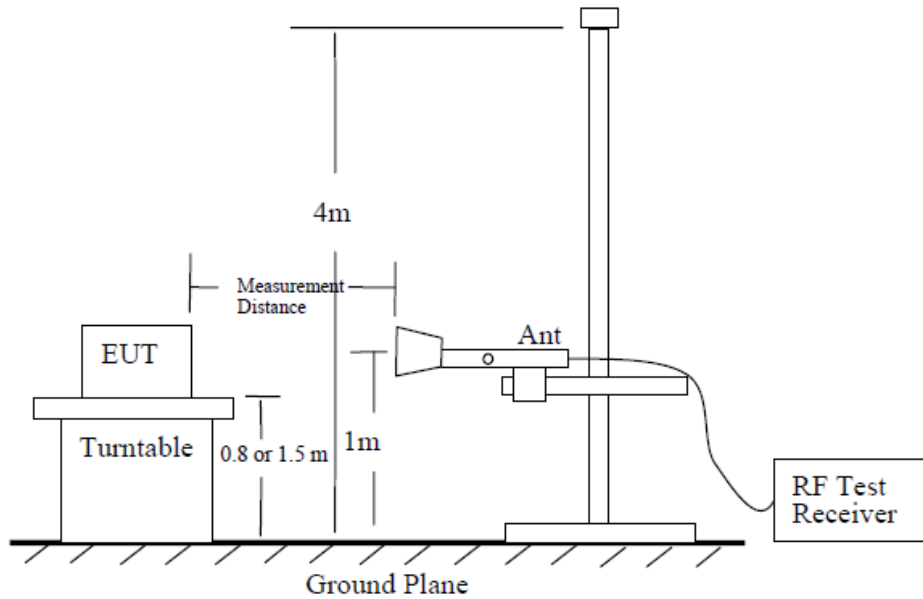 4m
Measurement
Distance
Ant
EUT
Turntable
0.8 or 1.5 m
1m
RF Test
Receiver
Ground Plane